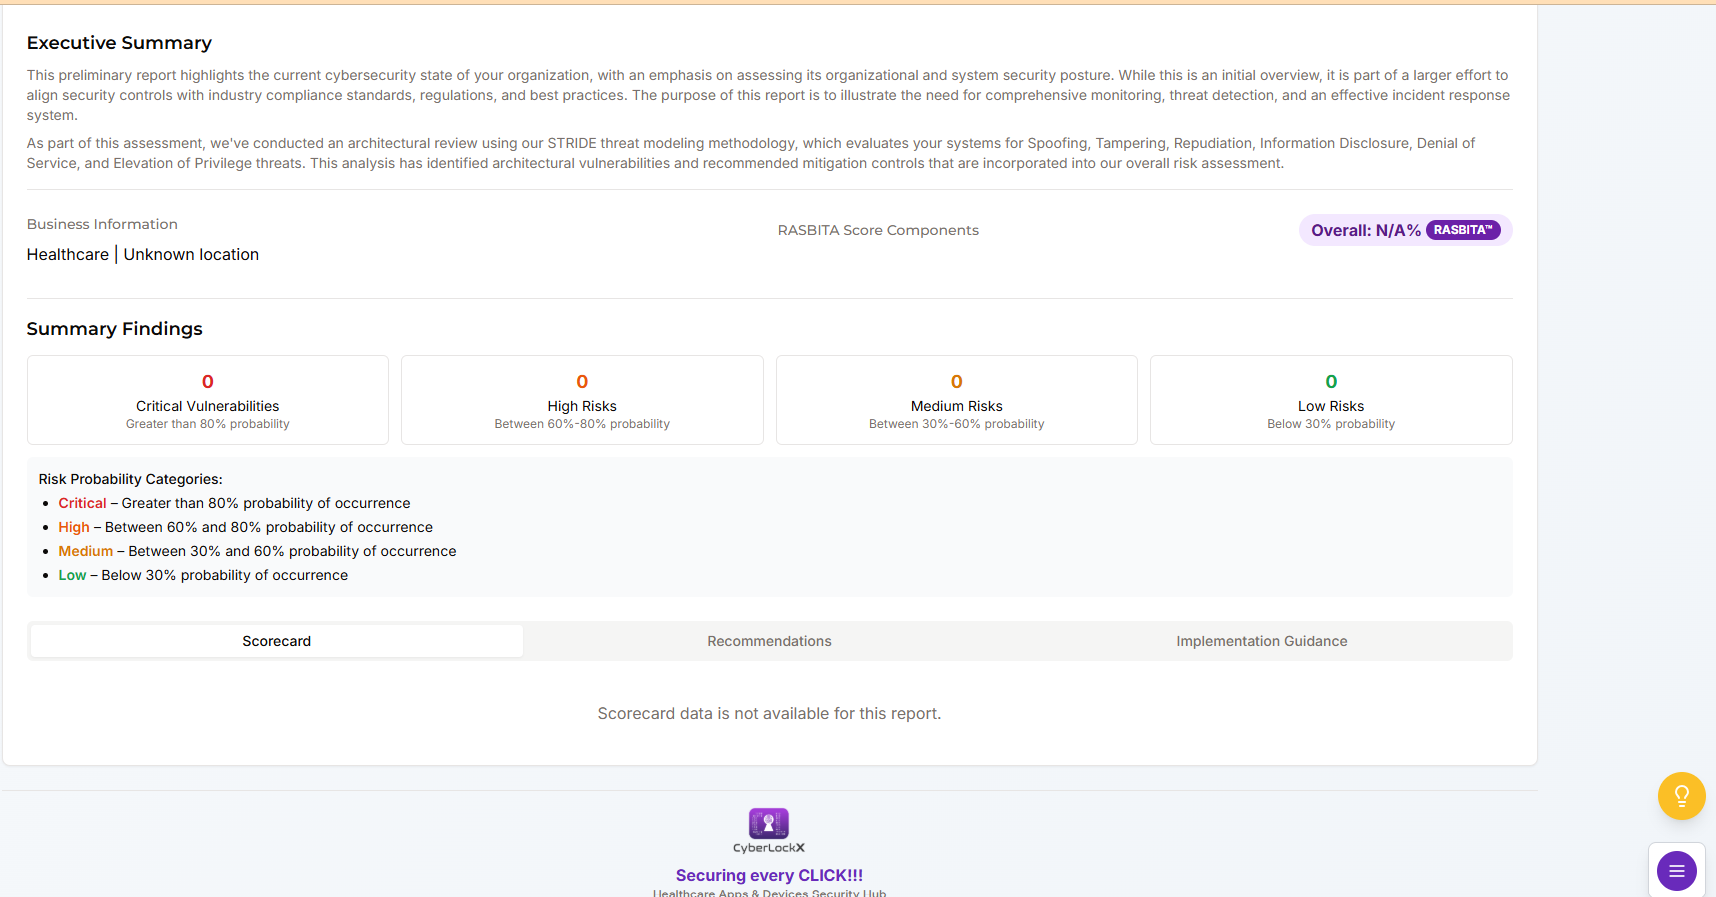 Executive Summary
This preliminary report highlights the current cybersecurity state of your organization, with an emphasis on assessing its organizational and system security posture. While this is an initial overview, it is part of a larger effort to
align security controls with industry compliance standards, regulations, and best practices. The purpose of this report is to illustrate the need for comprehensive monitoring, threat detection, and an effective incident response
system.
As part of this assessment, we've conducted an architectural review using our STRIDE threat modeling methodology, which evaluates your systems for Spoofing, Tampering, Repudiation, Information Disclosure, Denial of
Service, and Elevation of Privilege threats. This analysis has identified architectural vulnerabilities and recommended mitigation controls that are incorporated into our overall risk assessment.
Business Information
Healthcare | Unknown location
RASBITA Score Components
Overall: N/A% RASBITA™
Summary Findings
0
Critical Vulnerabilities
Greater than 80% probability
0
High Risks
Between 60%-80% probability
0
Medium Risks
Between 30%-60% probability
0
Low Risks
Below 30% probability
Risk Probability Categories:
• Critical – Greater than 80% probability of occurrence
• High – Between 60% and 80% probability of occurrence
• Medium – Between 30% and 60% probability of occurrence
• Low – Below 30% probability of occurrence
Scorecard
Recommendations
Implementation Guidance
Scorecard data is not available for this report.
CyberLockX
Securing every CLICK!!!
Healthcare Apps & Devices Security Hub